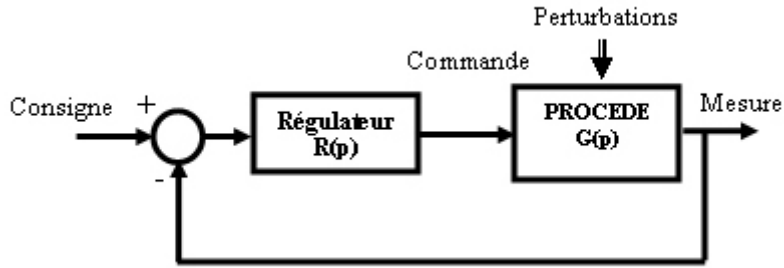 Perturbations
Commande
Consigne
+
Régulateur
R(p)
PROCEDE
G(p)
Mesure
-